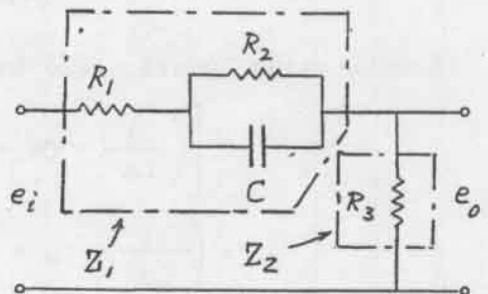 R₂
R₁
C
eᵢ
R₃
eₒ
Z₁
Z₂